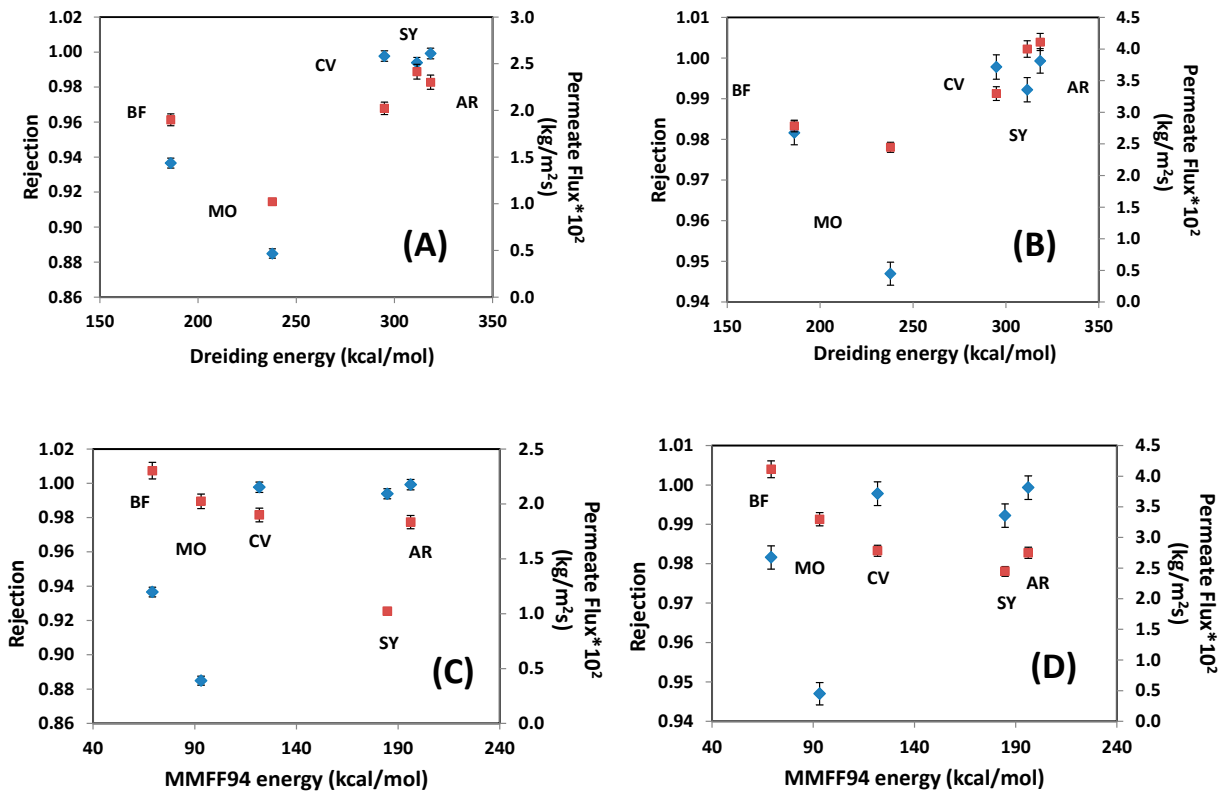 1.02
1.00
0.98
0.96
0.94
0.92
0.90
0.88
0.86
Rejection
150
200
250
300
350
Dreiding energy (kcal/mol)
3.0
2.5
2.0
1.5
1.0
0.5
0.0
Permeate Flux*10²
(kg/m²s)
BF
MO
CV
SY
AR
(A)
1.01
1.00
0.99
0.98
0.97
0.96
0.95
0.94
Rejection
150
200
250
300
350
Dreiding energy (kcal/mol)
4.5
4.0
3.5
3.0
2.5
2.0
1.5
1.0
0.5
0.0
Permeate Flux*10²
(kg/m²s)
BF
MO
CV
SY
AR
(B)
1.02
1.00
0.98
0.96
0.94
0.92
0.90
0.88
0.86
Rejection
40
90
140
190
240
MMFF94 energy (kcal/mol)
2.5
2.0
1.5
1.0
0.5
0.0
Permeate Flux*10²
(kg/m²s)
BF
MO
CV
SY
AR
(C)
1.01
1.00
0.99
0.98
0.97
0.96
0.95
0.94
Rejection
40
90
140
190
240
MMFF94 energy (kcal/mol)
4.5
4.0
3.5
3.0
2.5
2.0
1.5
1.0
0.5
0.0
Permeate Flux*10²
(kg/m²s)
BF
MO
CV
SY
AR
(D)